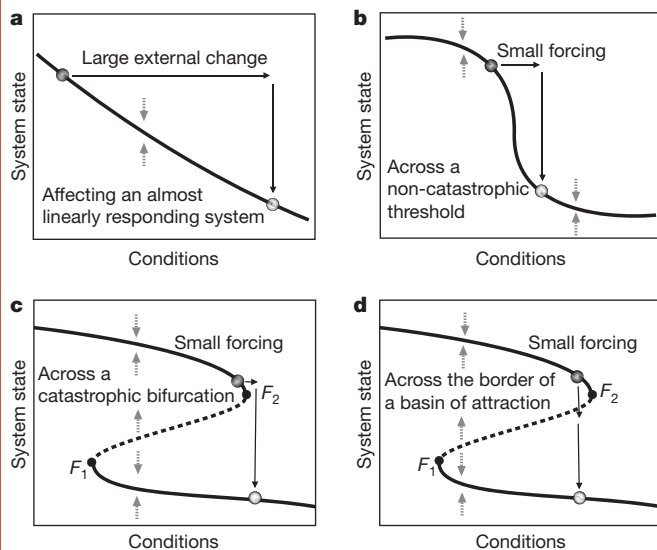 a
Large external change
Affecting an almost
linearly responding system
System state
Conditions
b
Small forcing
Across a
non-catastrophic
threshold
System state
Conditions
c
Small forcing
Across a
catastrophic bifurcation
F2
F1
System state
Conditions
d
Small forcing
Across the border of
a basin of attraction
F2
F1
System state
Conditions